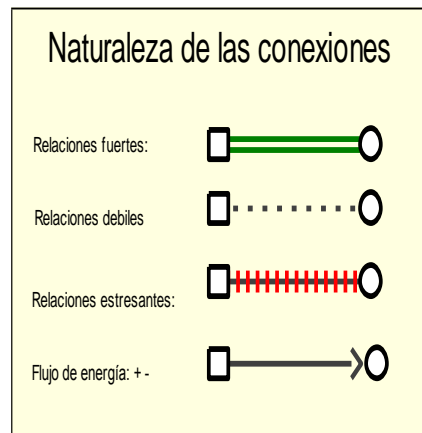 Naturaleza de las conexiones
Relaciones fuertes:
Relaciones debiles
Relaciones estresantes:
Flujo de energía: + -